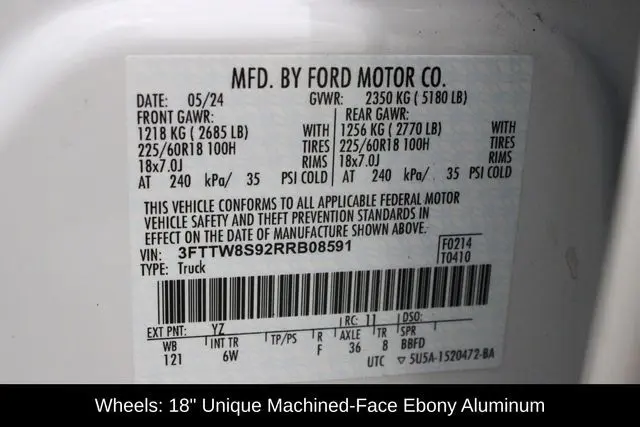 MFD. BY FORD MOTOR CO.
DATE: 05/24 GVWR: 2350 KG ( 5180 LB)
FRONT GAWR: REAR GAWR:
1218 KG ( 2685 LB) WITH 1256 KG ( 2770 LB) WITH
225/60R18 100H TIRES 225/60R18 100H TIRES
18x7.0J RIMS 18x7.0J RIMS
AT 240 kPa/ 35 PSI COLD AT 240 kPa/ 35 PSI COLD
THIS VEHICLE CONFORMS TO ALL APPLICABLE FEDERAL MOTOR
VEHICLE SAFETY AND THEFT PREVENTION STANDARDS IN
EFFECT ON THE DATE OF MANUFACTURE SHOWN ABOVE.
VIN: 3FTTW8S92RRB08591 F0214
TYPE: Truck T0410
EXT PNT: YZ RC: 11 DSO:
WB INT TR TP/PS R AXLE TR SPR
121 6W F 36 8 BBFD
UTC ▽ 5U5A-1520472-BA
Wheels: 18" Unique Machined-Face Ebony Aluminum